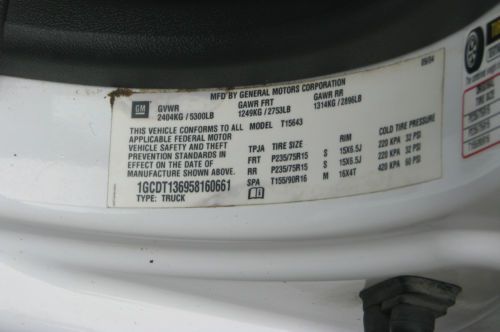 MFD BY GENERAL MOTORS CORPORATION
09/04
GM
GVWR GAWR FRT GAWR RR
2404KG / 5300LB 1249KG / 2753LB 1314KG / 2896LB
THIS VEHICLE CONFORMS TO ALL MODEL T15643
APPLICABLE FEDERAL MOTOR
VEHICLE SAFETY AND THEFT
PREVENTION STANDARDS IN
EFFECT ON THE DATE OF
MANUFACTURE SHOWN ABOVE.
TPJA TIRE SIZE RIM COLD TIRE PRESSURE
FRT P235/75R15 S 15X6.5J 220 KPA 32 PSI
RR P235/75R15 S 15X6.5J 220 KPA 32 PSI
SPA T155/90R16 M 16X4T 420 KPA 60 PSI
1GCDT136958160661
TYPE: TRUCK